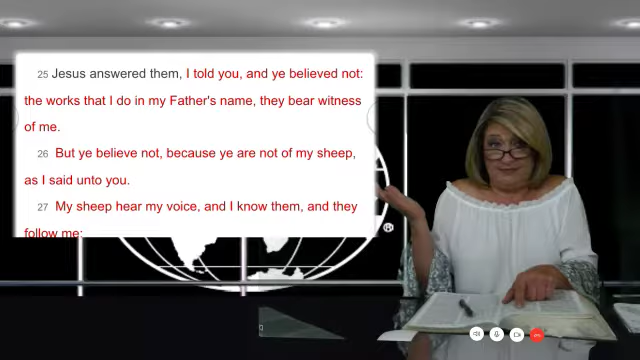 25 Jesus answered them, I told you, and ye believed not:
the works that I do in my Father's name, they bear witness
of me.
26 But ye believe not, because ye are not of my sheep,
as I said unto you.
27 My sheep hear my voice, and I know them, and they
follow me:
®